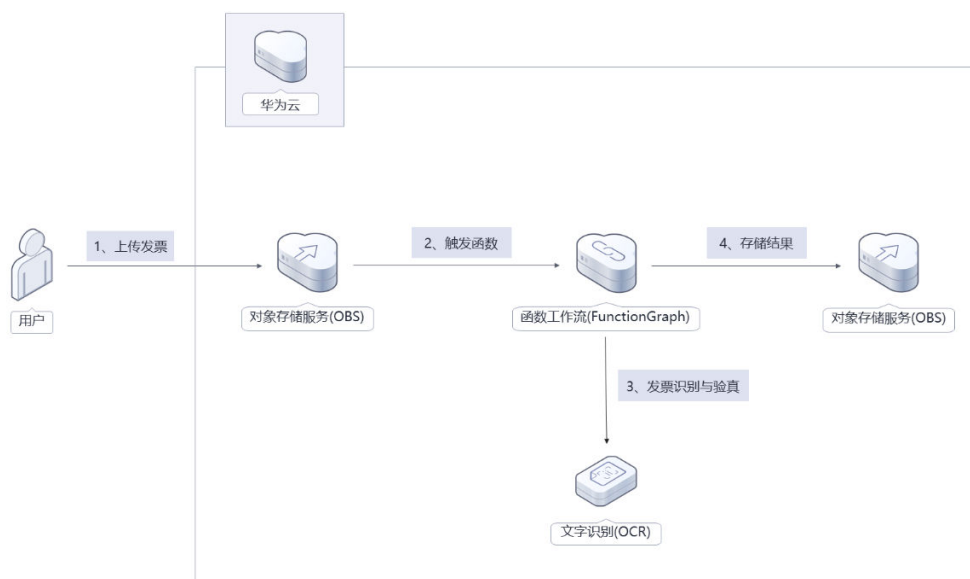 华为云
1、上传发票
2、触发函数
4、存储结果
用户
对象存储服务(OBS)
函数工作流(FunctionGraph)
对象存储服务(OBS)
3、发票识别与验真
文字识别(OCR)